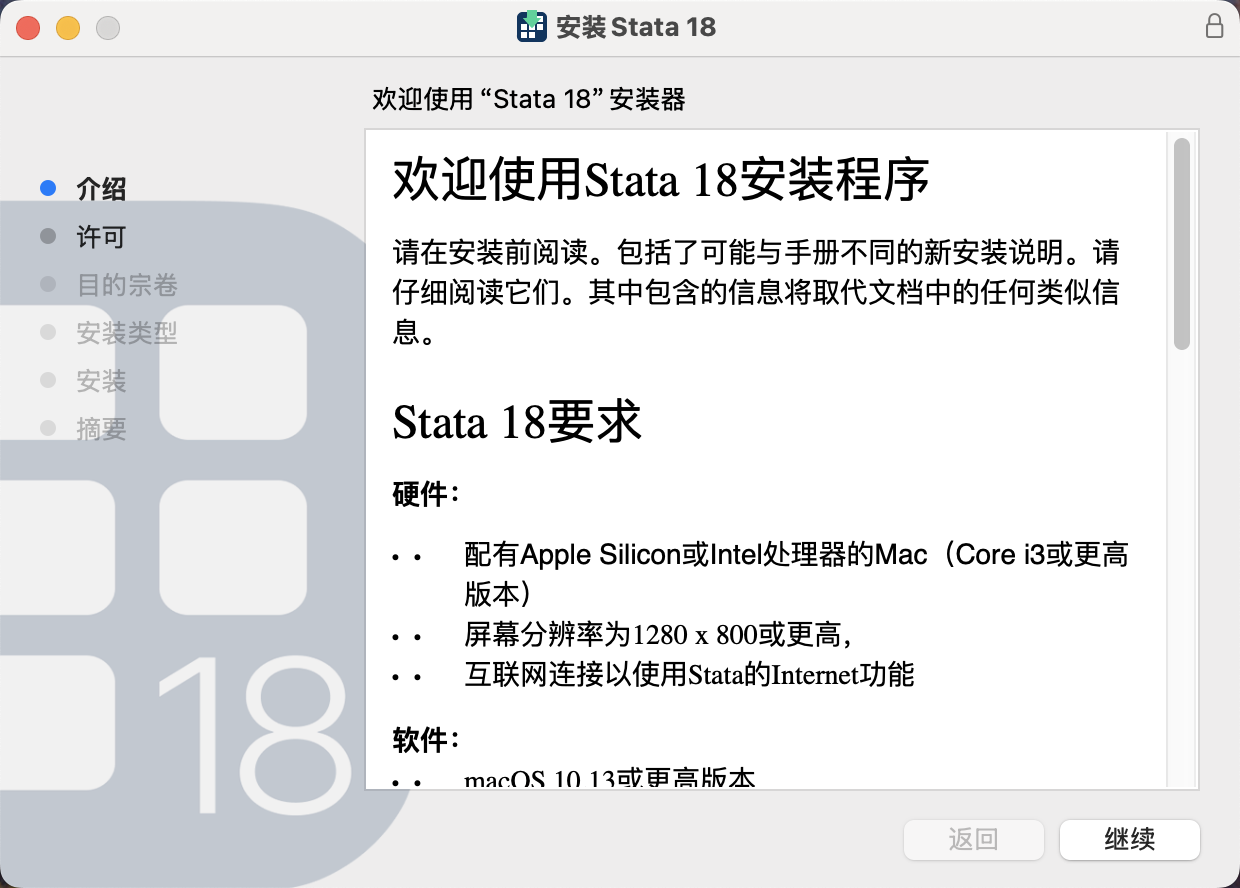 安装 Stata 18
欢迎使用 “Stata 18” 安装器
介绍
许可
目的宗卷
安装类型
安装
摘要
18
欢迎使用Stata 18安装程序
请在安装前阅读。包括了可能与手册不同的新安装说明。请
仔细阅读它们。其中包含的信息将取代文档中的任何类似信
息。
Stata 18要求
硬件：
• • 配有Apple Silicon或Intel处理器的Mac（Core i3或更高
版本）
• • 屏幕分辨率为1280 x 800或更高，
• • 互联网连接以使用Stata的Internet功能
软件：
• • macOS 10.13或更高版本
返回
继续